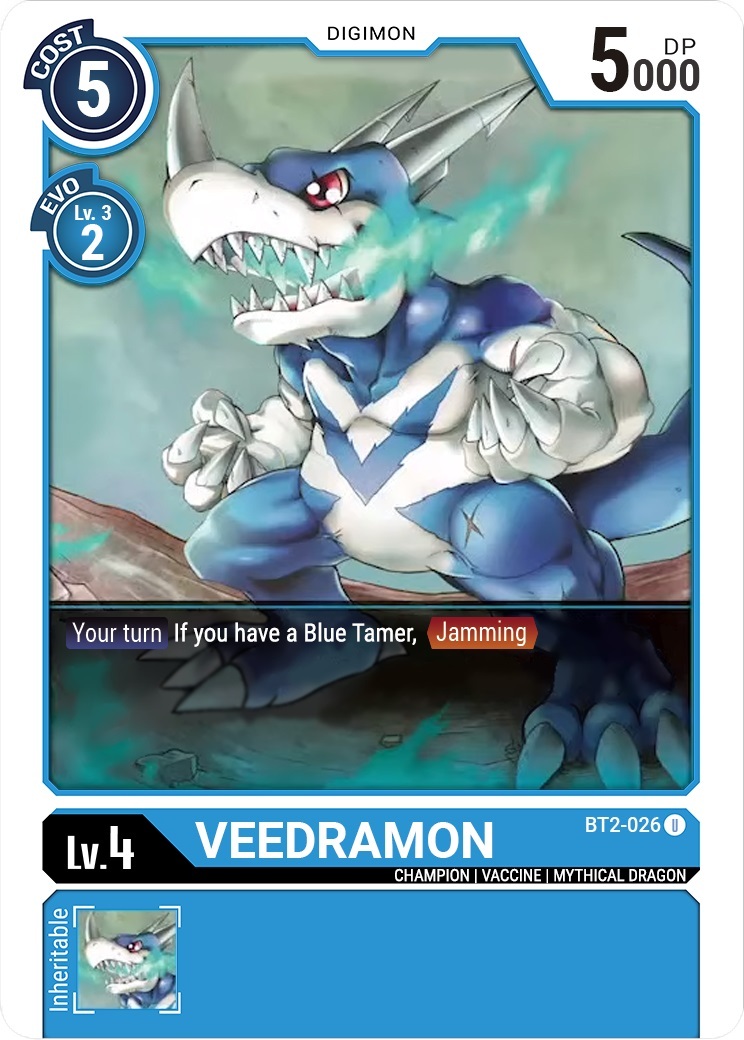 DIGIMON
COST
5
DP
5000
EVO
Lv. 3
2
Your turn If you have a Blue Tamer, Jamming
Lv.4
VEEDRAMON
BT2-026 U
CHAMPION | VACCINE | MYTHICAL DRAGON
Inheritable